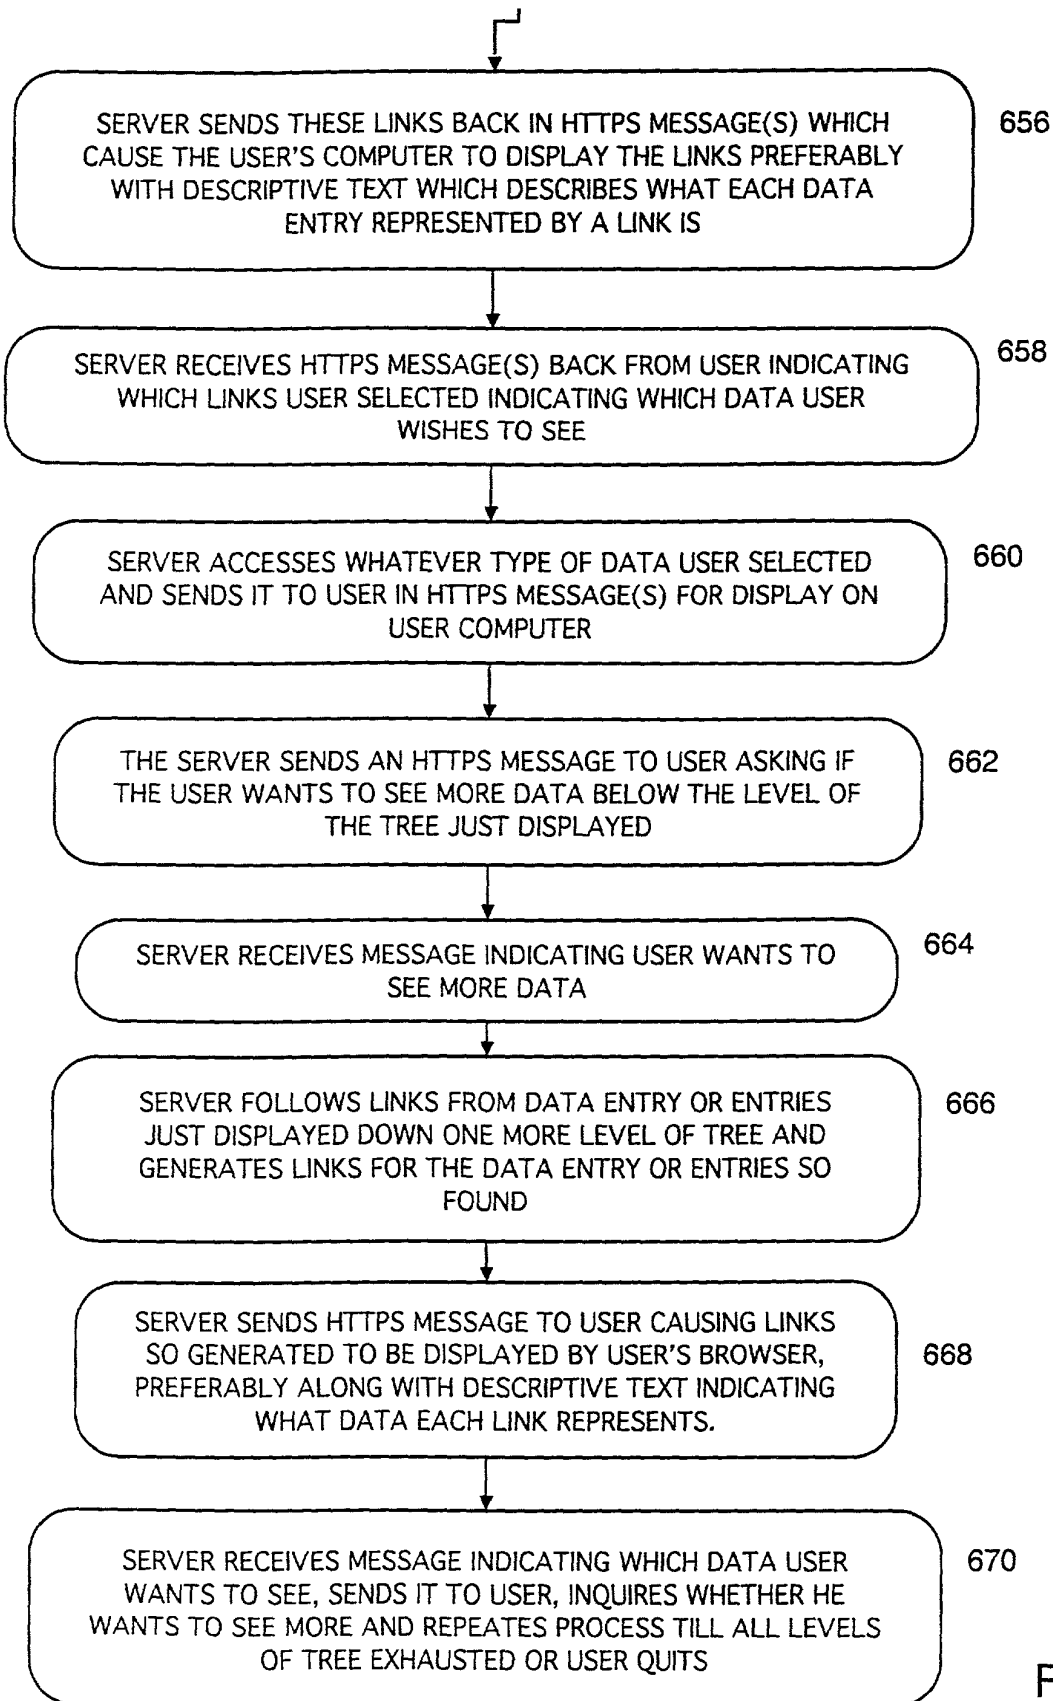 SERVER SENDS THESE LINKS BACK IN HTTPS MESSAGE(S) WHICH
CAUSE THE USER'S COMPUTER TO DISPLAY THE LINKS PREFERABLY
WITH DESCRIPTIVE TEXT WHICH DESCRIBES WHAT EACH DATA
ENTRY REPRESENTED BY A LINK IS
656
SERVER RECEIVES HTTPS MESSAGE(S) BACK FROM USER INDICATING
WHICH LINKS USER SELECTED INDICATING WHICH DATA USER
WISHES TO SEE
658
SERVER ACCESSES WHATEVER TYPE OF DATA USER SELECTED
AND SENDS IT TO USER IN HTTPS MESSAGE(S) FOR DISPLAY ON
USER COMPUTER
660
THE SERVER SENDS AN HTTPS MESSAGE TO USER ASKING IF
THE USER WANTS TO SEE MORE DATA BELOW THE LEVEL OF
THE TREE JUST DISPLAYED
662
SERVER RECEIVES MESSAGE INDICATING USER WANTS TO
SEE MORE DATA
664
SERVER FOLLOWS LINKS FROM DATA ENTRY OR ENTRIES
JUST DISPLAYED DOWN ONE MORE LEVEL OF TREE AND
GENERATES LINKS FOR THE DATA ENTRY OR ENTRIES SO
FOUND
666
SERVER SENDS HTTPS MESSAGE TO USER CAUSING LINKS
SO GENERATED TO BE DISPLAYED BY USER'S BROWSER,
PREFERABLY ALONG WITH DESCRIPTIVE TEXT INDICATING
WHAT DATA EACH LINK REPRESENTS.
668
SERVER RECEIVES MESSAGE INDICATING WHICH DATA USER
WANTS TO SEE, SENDS IT TO USER, INQUIRES WHETHER HE
WANTS TO SEE MORE AND REPEATES PROCESS TILL ALL LEVELS
OF TREE EXHAUSTED OR USER QUITS
670